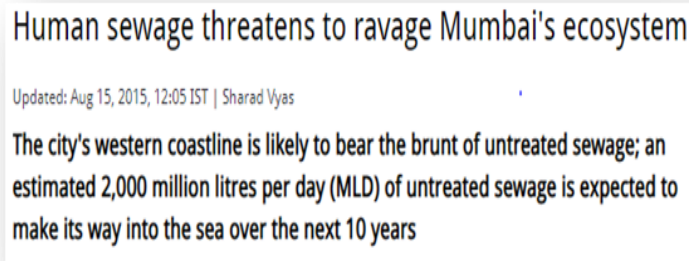 Human sewage threatens to ravage Mumbai's ecosystem
Updated: Aug 15, 2015, 12:05 IST | Sharad Vyas
The city's western coastline is likely to bear the brunt of untreated sewage; an
estimated 2,000 million litres per day (MLD) of untreated sewage is expected to
make its way into the sea over the next 10 years